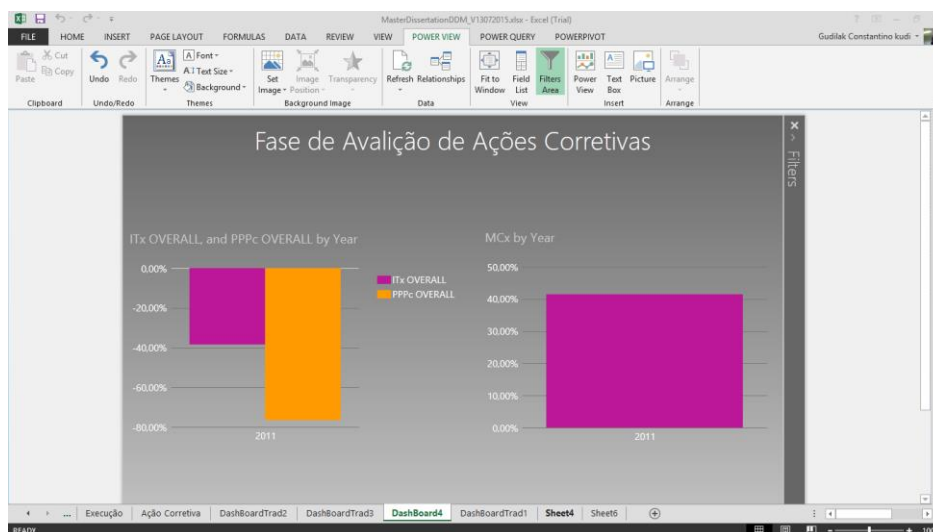 MasterDissertationDDM_V13072015.xlsx - Excel (Trial)
FILE HOME INSERT PAGE LAYOUT FORMULAS DATA REVIEW VIEW POWER VIEW POWER QUERY POWERPIVOT Gudilak Constantino kudi
Paste Cut Copy
Undo Redo
Themes Font Text Size Background
Set Image Image Position Transparency
Refresh Relationships
Fit to Window Field List Filters Area
Power View Text Box Picture
Arrange
Clipboard Undo/Redo Themes Background Image Data View Insert Arrange
Fase de Avalição de Ações Corretivas
Filters
ITx OVERALL, and PPPc OVERALL by Year
0.00%
-20.00%
-40.00%
-60.00%
-80.00%
2011
ITx OVERALL
PPPc OVERALL
MCx by Year
50.00%
40.00%
30.00%
20.00%
10.00%
0.00%
2011
... Execução Ação Corretiva DashBoardTrad2 DashBoardTrad3 DashBoard4 DashBoardTrad1 Sheet4 Sheet6
READY